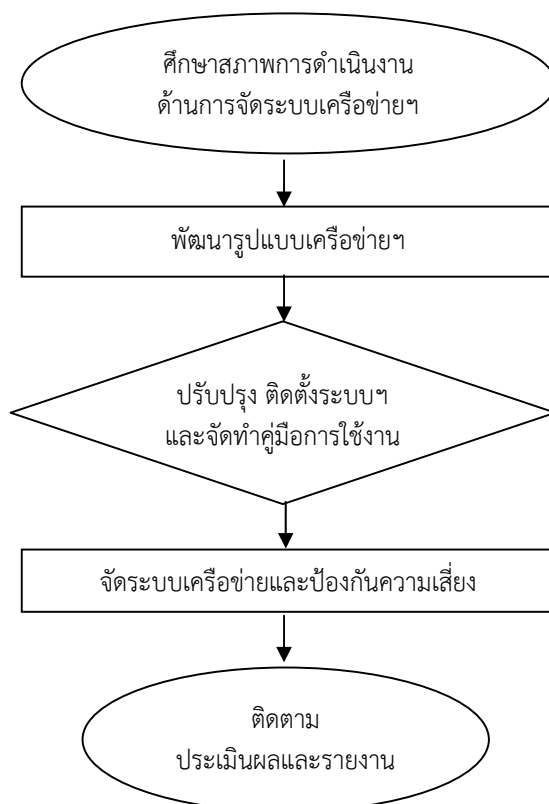 ศึกษาสภาพการดำเนินงาน
ด้านการจัดระบบเครือข่ายฯ
พัฒนารูปแบบเครือข่ายฯ
ปรับปรุง ติดตั้งระบบฯ
และจัดทำคู่มือการใช้งาน
จัดระบบเครือข่ายและป้องกันความเสี่ยง
ติดตาม
ประเมินผลและรายงาน